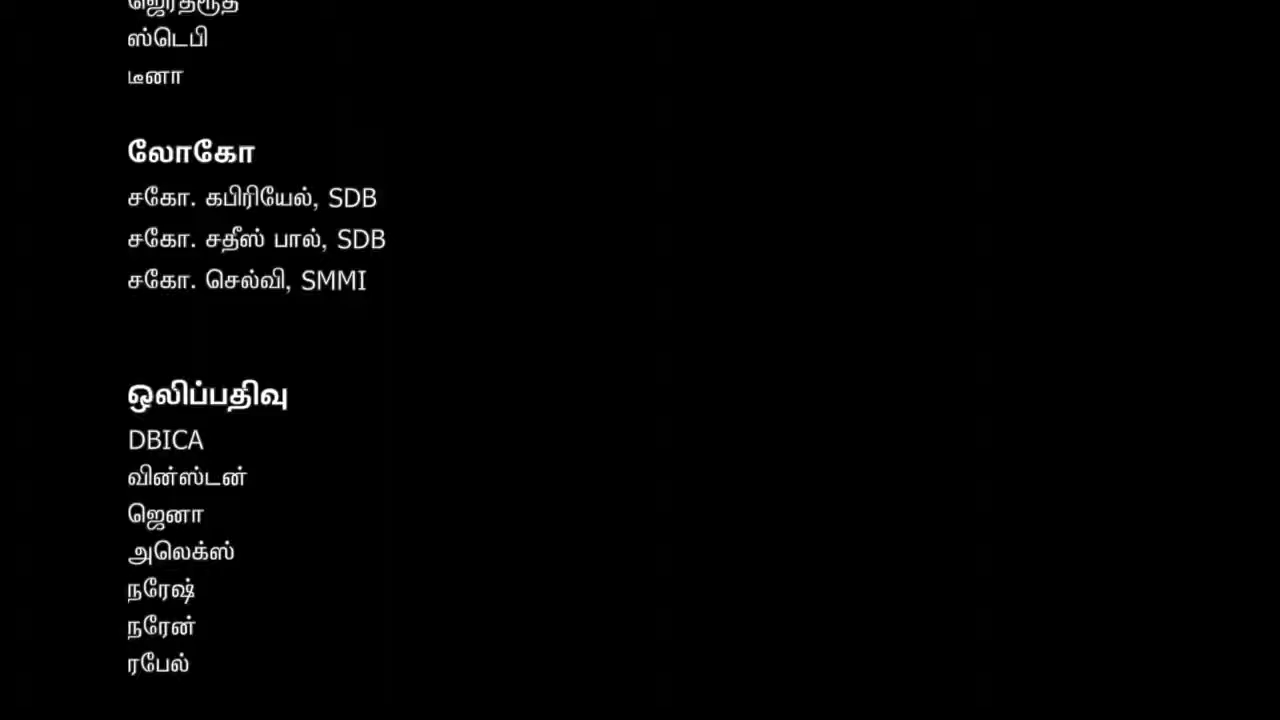 ஸ்டெபி
டீனா
லோகோ
சகோ. கபிரியேல், SDB
சகோ. சதீஸ் பால், SDB
சகோ. செல்வி, SMMI
ஒலிப்பதிவு
DBICA
வின்ஸ்டன்
ஜெனா
அலெக்ஸ்
நரேஷ்
நரேன்
ரபேல்